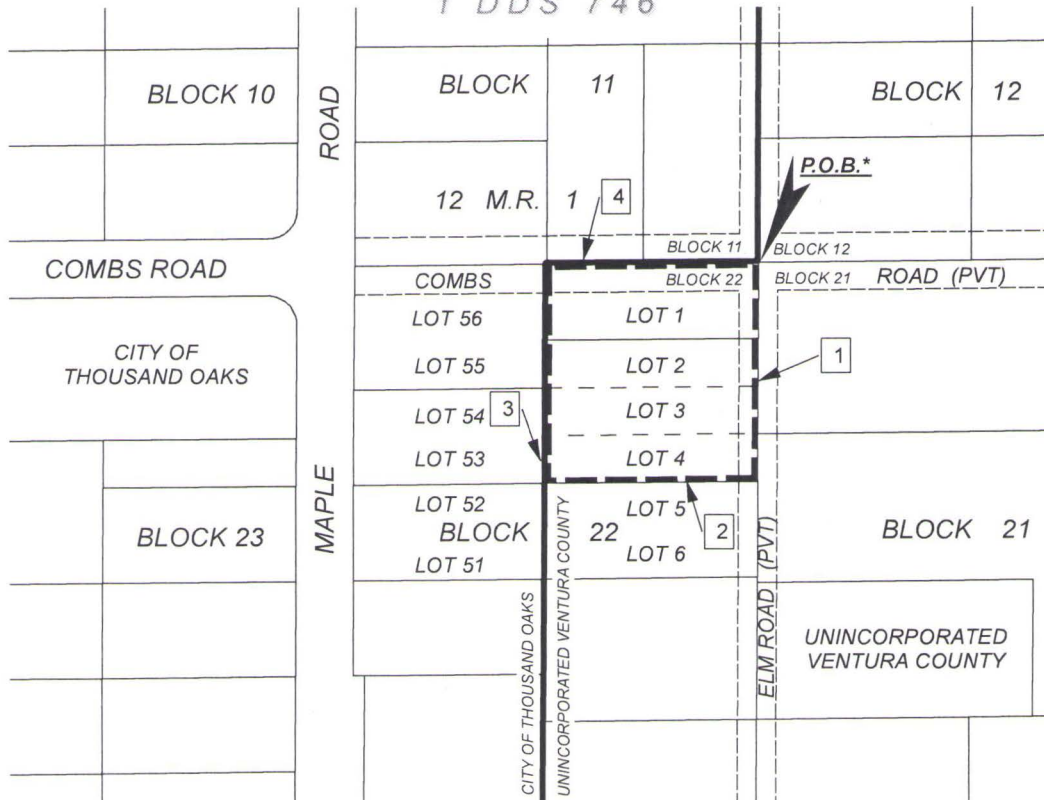 BLOCK 10
ROAD
BLOCK 11
BLOCK 12
P.O.B.*
12 M.R. 1
4
BLOCK 11
BLOCK 12
COMBS ROAD
COMBS
BLOCK 22
BLOCK 21
ROAD (PVT)
LOT 56
LOT 1
CITY OF
THOUSAND OAKS
LOT 55
LOT 2
1
LOT 54
3
LOT 3
LOT 53
LOT 4
MAPLE
LOT 52
LOT 5
BLOCK 23
BLOCK 22
2
BLOCK 21
LOT 51
LOT 6
CITY OF THOUSAND OAKS
UNINCORPORATED VENTURA COUNTY
ELM ROAD (PVT)
UNINCORPORATED
VENTURA COUNTY